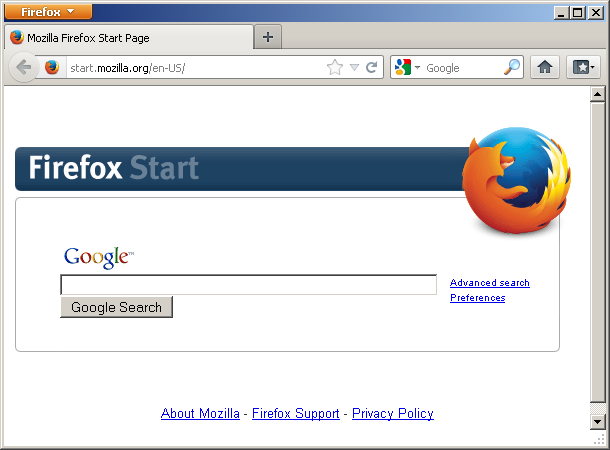 Firefox
Mozilla Firefox Start Page
start.mozilla.org/en-US/
Google
Firefox Start
Google™
Advanced search
Preferences
Google Search
About Mozilla - Firefox Support - Privacy Policy